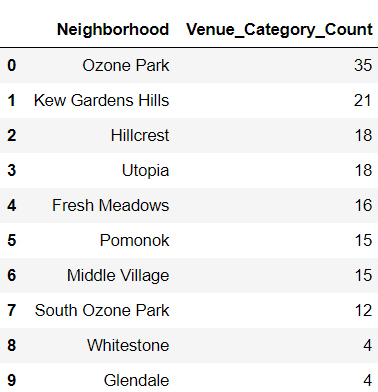 Neighborhood Venue_Category_Count
0 Ozone Park 35
1 Kew Gardens Hills 21
2 Hillcrest 18
3 Utopia 18
4 Fresh Meadows 16
5 Pomonok 15
6 Middle Village 15
7 South Ozone Park 12
8 Whitestone 4
9 Glendale 4